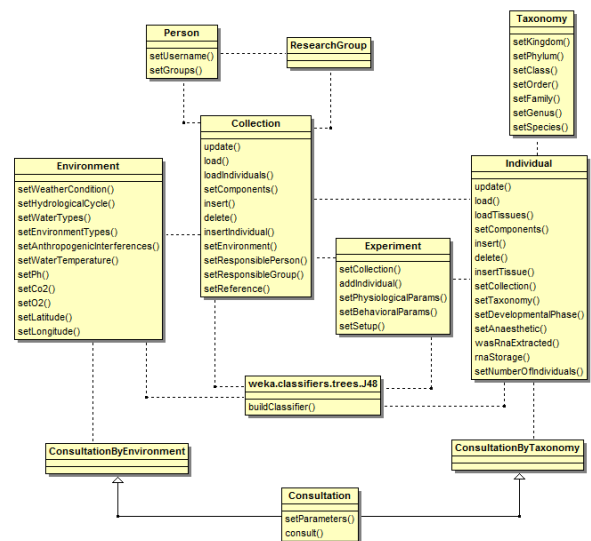 Person
setUsername()
setGroups()
ResearchGroup
Taxonomy
setKingdom()
setPhylum()
setClass()
setOrder()
setFamily()
setGenus()
setSpecies()
Collection
update()
load()
loadIndividuals()
setComponents()
insert()
delete()
insertIndividual()
setEnvironment()
setResponsiblePerson()
setResponsibleGroup()
setReference()
Environment
setWeatherCondition()
setHydrologicalCycle()
setWaterTypes()
setEnvironmentTypes()
setAnthropogenicInterferences()
setWaterTemperature()
setPh()
setCo2()
setO2()
setLatitude()
setLongitude()
Individual
update()
load()
loadTissues()
setComponents()
insert()
delete()
insertTissue()
setCollection()
setTaxonomy()
setDevelopmentalPhase()
setAnaesthetic()
wasRnaExtracted()
rnaStorage()
setNumberOfIndividuals()
Experiment
setCollection()
addIndividual()
setPhysiologicalParams()
setBehavioralParams()
setSetup()
weka.classifiers.trees.J48
buildClassifier()
ConsultationByEnvironment
ConsultationByTaxonomy
Consultation
setParameters()
consult()